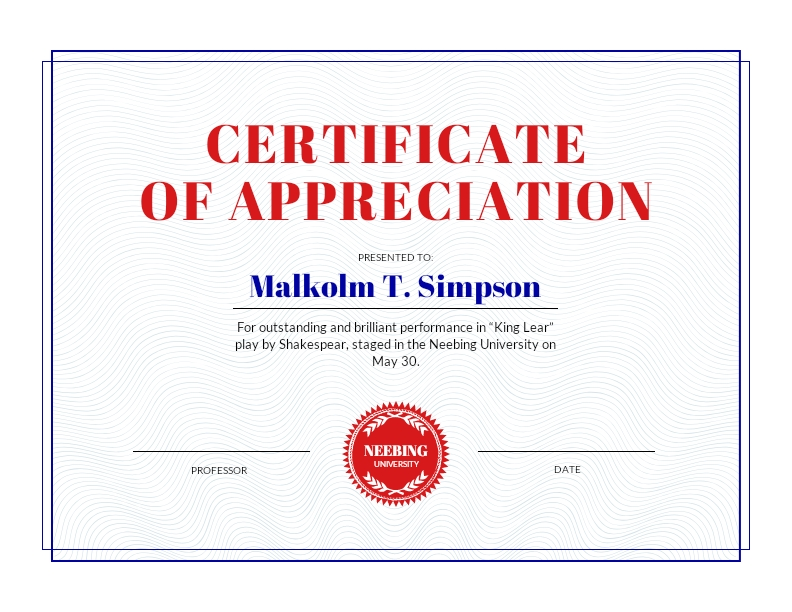 CERTIFICATE
OF APPRECIATION
PRESENTED TO:
Malkolm T. Simpson
For outstanding and brilliant performance in “King Lear”
play by Shakespear, staged in the Neebing University on
May 30.
NEEBING
UNIVERSITY
PROFESSOR
DATE